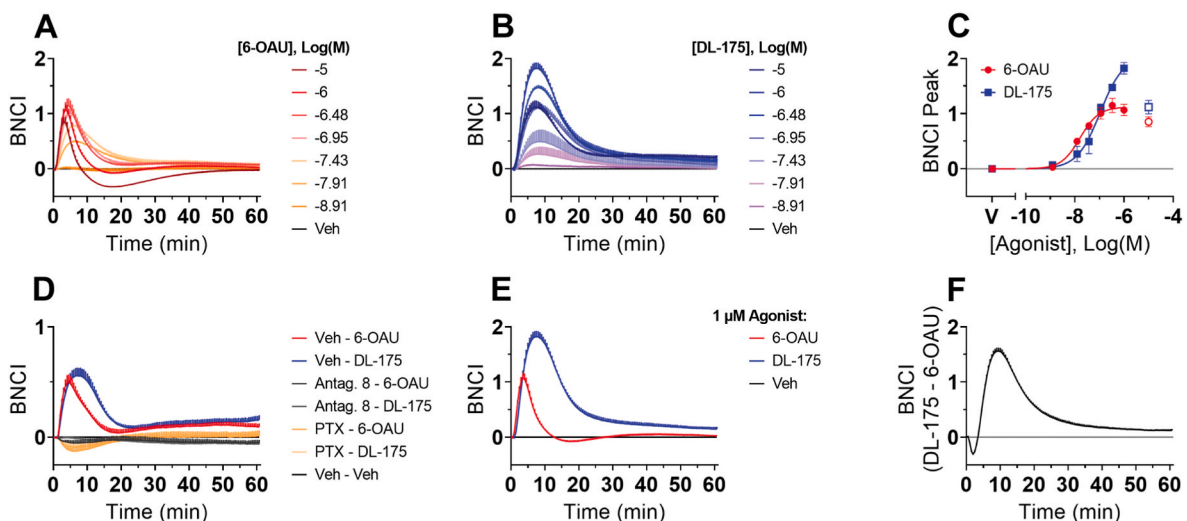 A
[6-OAU], Log(M)
BNCI
2
1
0
0 10 20 30 40 50 60
Time (min)
-5
-6
-6.48
-6.95
-7.43
-7.91
-8.91
Veh
B
[DL-175], Log(M)
BNCI
2
1
0
0 10 20 30 40 50 60
Time (min)
-5
-6
-6.48
-6.95
-7.43
-7.91
-8.91
Veh
C
BNCI Peak
2
1
0
6-OAU
DL-175
V -10 -8 -6 -4
[Agonist], Log(M)
D
BNCI
1
0
0 10 20 30 40 50 60
Time (min)
Veh - 6-OAU
Veh - DL-175
Antag. 8 - 6-OAU
Antag. 8 - DL-175
PTX - 6-OAU
PTX - DL-175
Veh - Veh
E
BNCI
2
1
0
0 10 20 30 40 50 60
Time (min)
1 µM Agonist:
6-OAU
DL-175
Veh
F
BNCI
(DL-175 - 6-OAU)
2
1
0
0 10 20 30 40 50 60
Time (min)